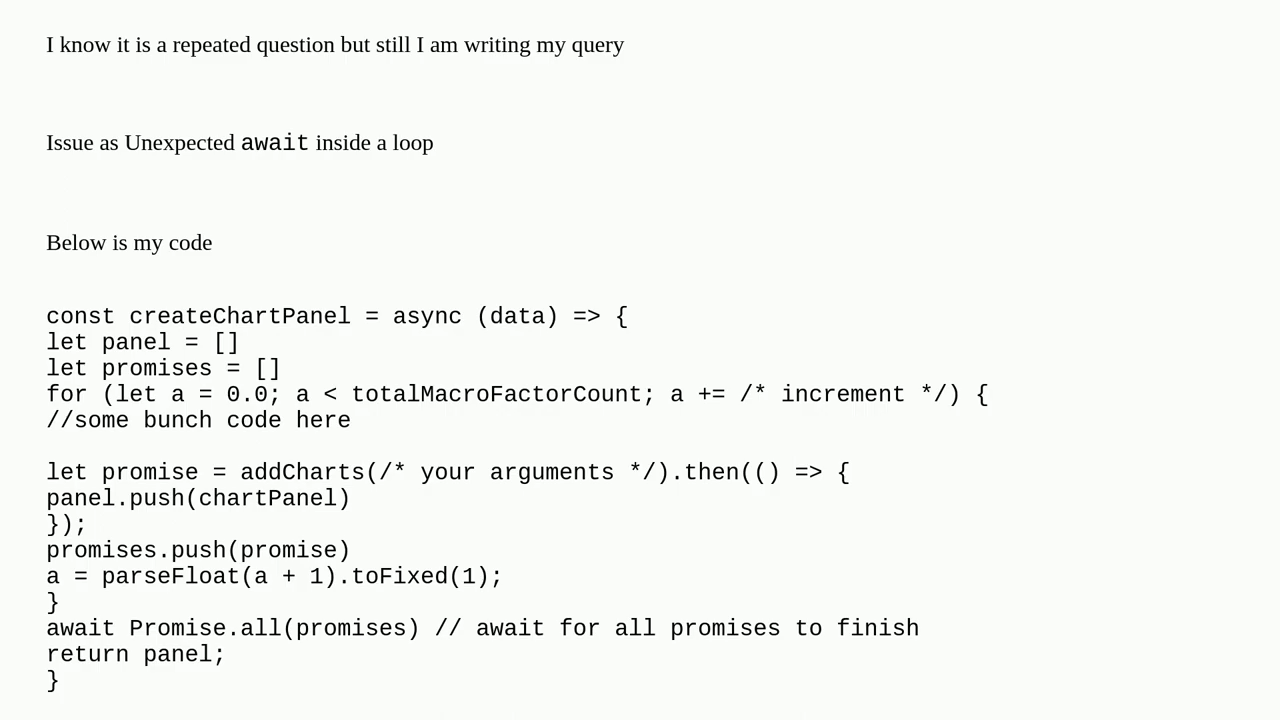 I know it is a repeated question but still I am writing my query
Issue as Unexpected await inside a loop
Below is my code
const createChartPanel = async (data) => {
let panel = []
let promises = []
for (let a = 0.0; a < totalMacroFactorCount; a += /* increment */) {
//some bunch code here
let promise = addCharts(/* your arguments */).then(() => {
panel.push(chartPanel)
});
promises.push(promise)
a = parseFloat(a + 1).toFixed(1);
}
await Promise.all(promises) // await for all promises to finish
return panel;
}